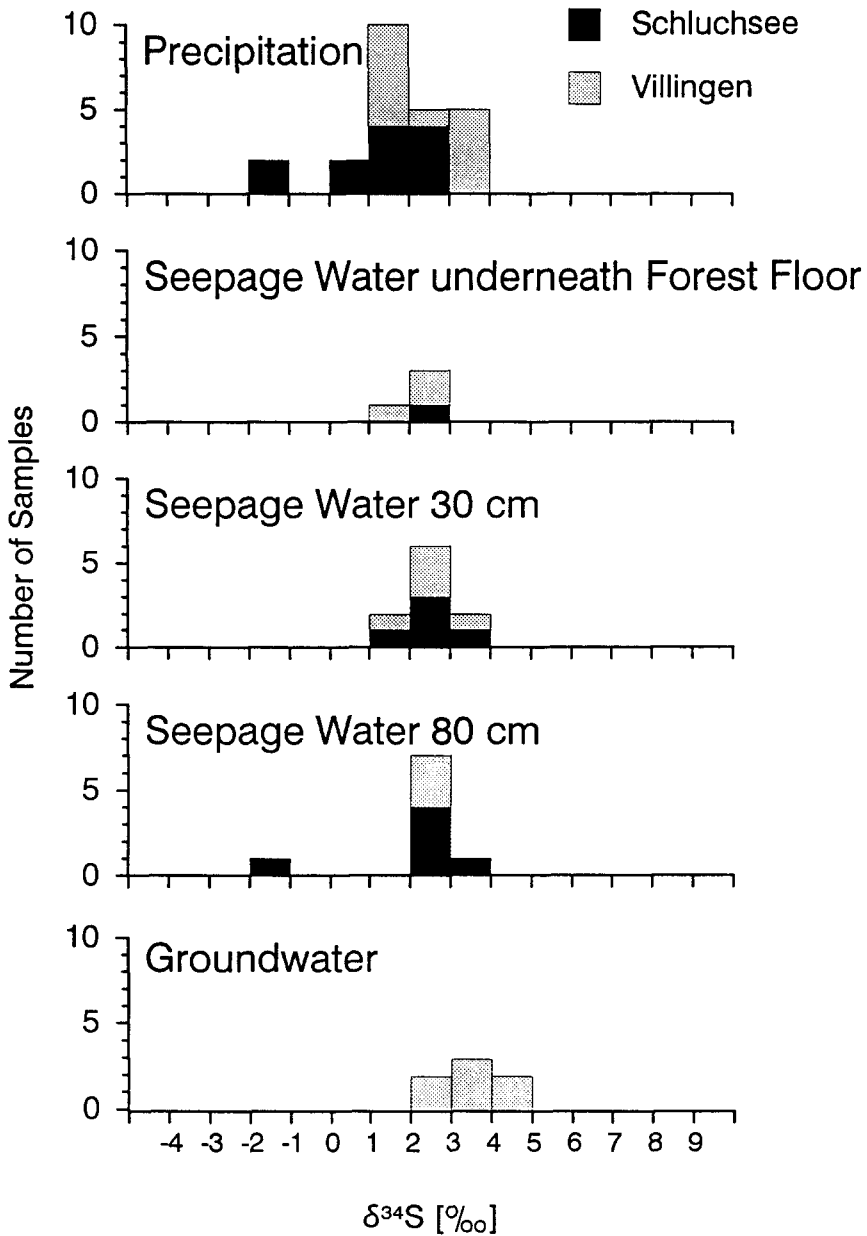 Schluchsee
Villingen
Precipitation
10
5
0
Seepage Water underneath Forest Floor
10
5
0
Seepage Water 30 cm
10
5
0
Seepage Water 80 cm
10
5
0
Groundwater
10
5
0
Number of Samples
-4 -3 -2 -1 0 1 2 3 4 5 6 7 8 9
δ³⁴S [‰]